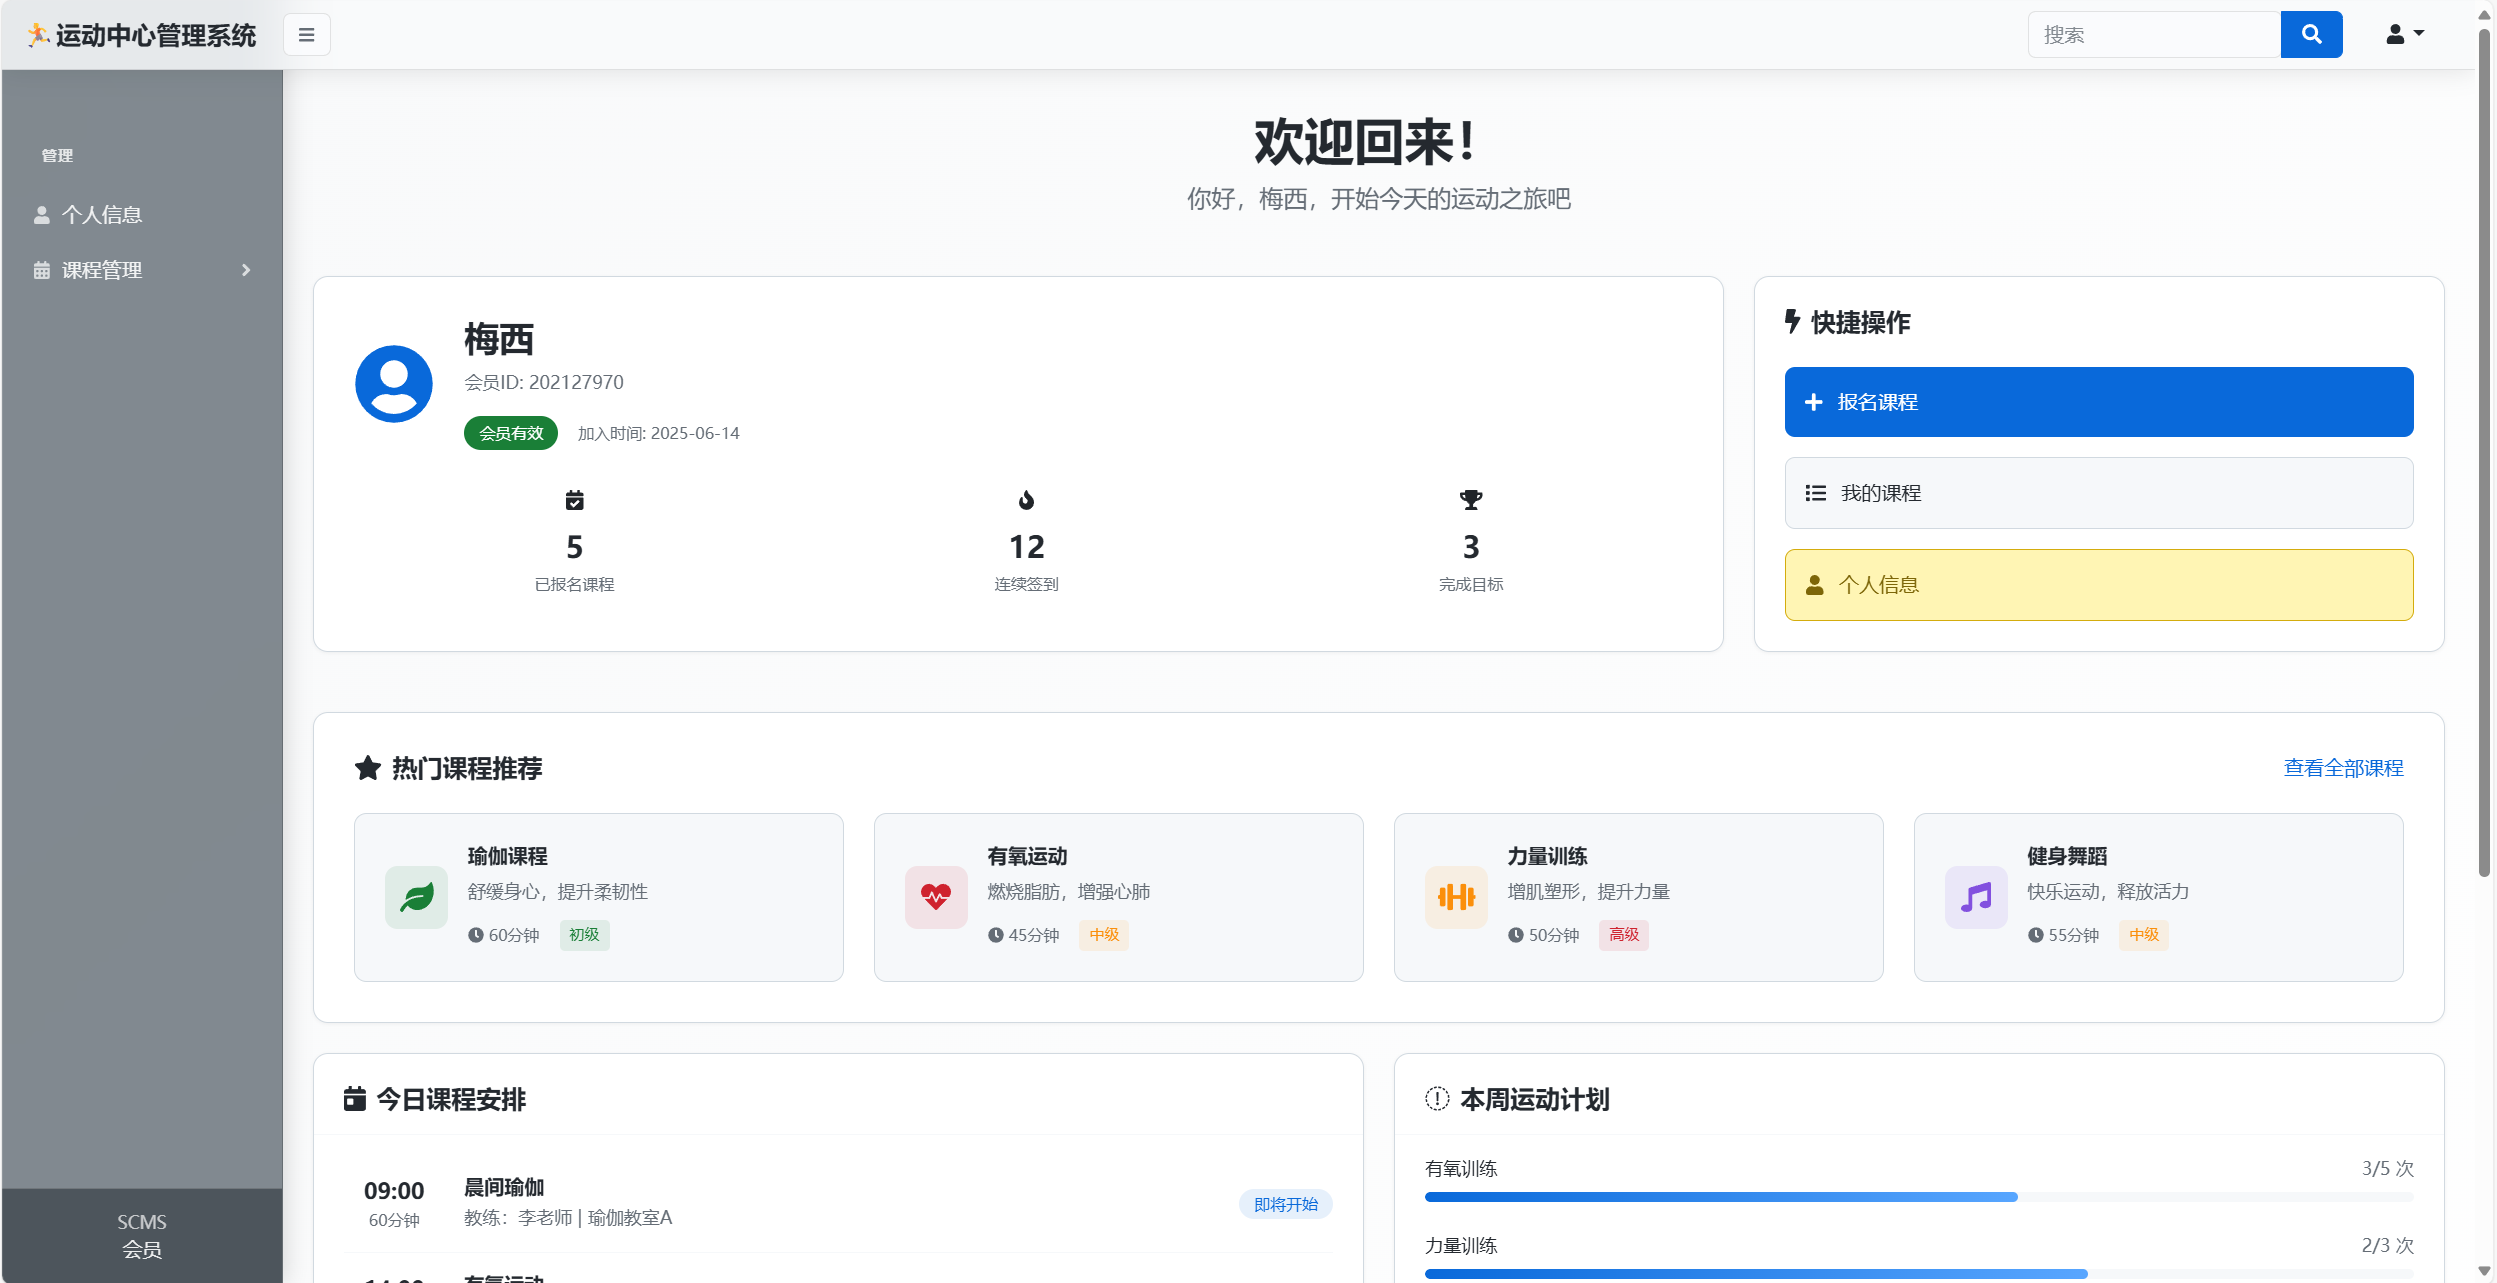 运动中心管理系统
搜索
管理
个人信息
课程管理
SCMS
会员
欢迎回来！
你好，梅西，开始今天的运动之旅吧
梅西
会员ID: 202127970
会员有效 加入时间: 2025-06-14
5
已报名课程
12
连续签到
3
完成目标
快捷操作
报名课程
我的课程
个人信息
热门课程推荐
查看全部课程
瑜伽课程
舒缓身心，提升柔韧性
60分钟 初级
有氧运动
燃烧脂肪，增强心肺
45分钟 中级
力量训练
增肌塑形，提升力量
50分钟 高级
健身舞蹈
快乐运动，释放活力
55分钟 中级
今日课程安排
09:00
60分钟
晨间瑜伽
教练：李老师 | 瑜伽教室A
即将开始
14:00
有氧运动
本周运动计划
有氧训练 3/5 次
力量训练 2/3 次